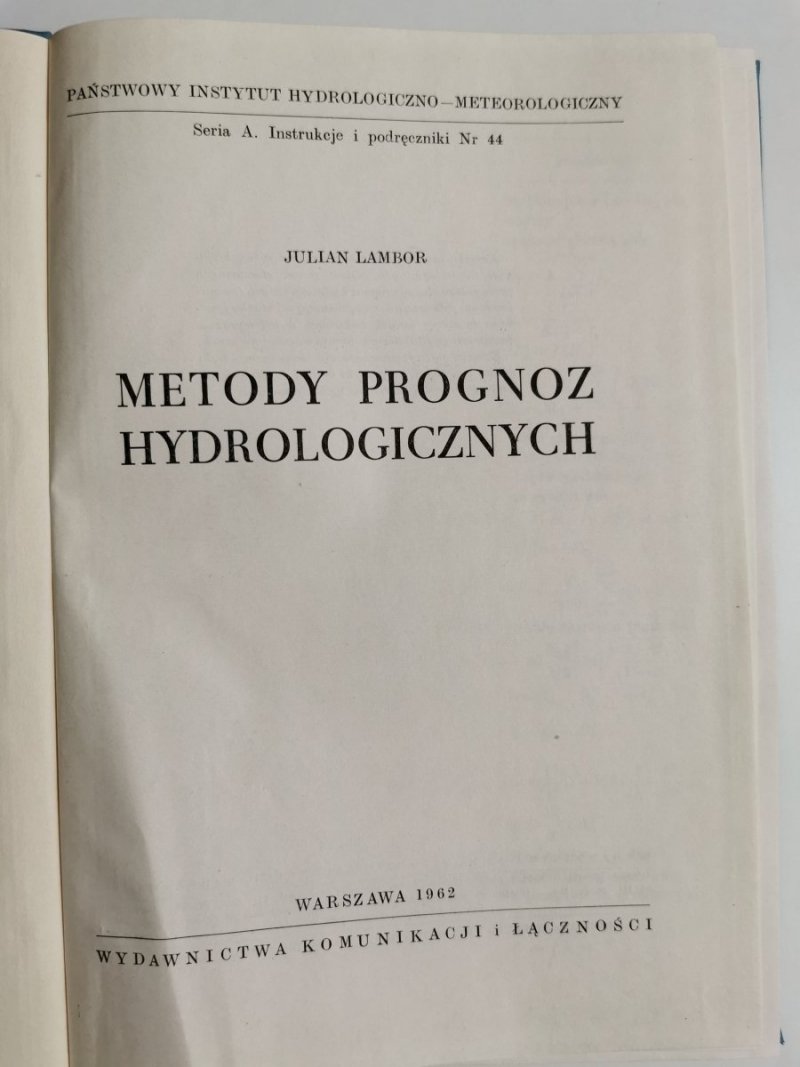 PAŃSTWOWY INSTYTUT HYDROLOGICZNO–METEOROLOGICZNY
Seria A. Instrukcje i podręczniki Nr 44
JULIAN LAMBOR
METODY PROGNOZ
HYDROLOGICZNYCH
WARSZAWA 1962
WYDAWNICTWA KOMUNIKACJI i ŁĄCZNOŚCI